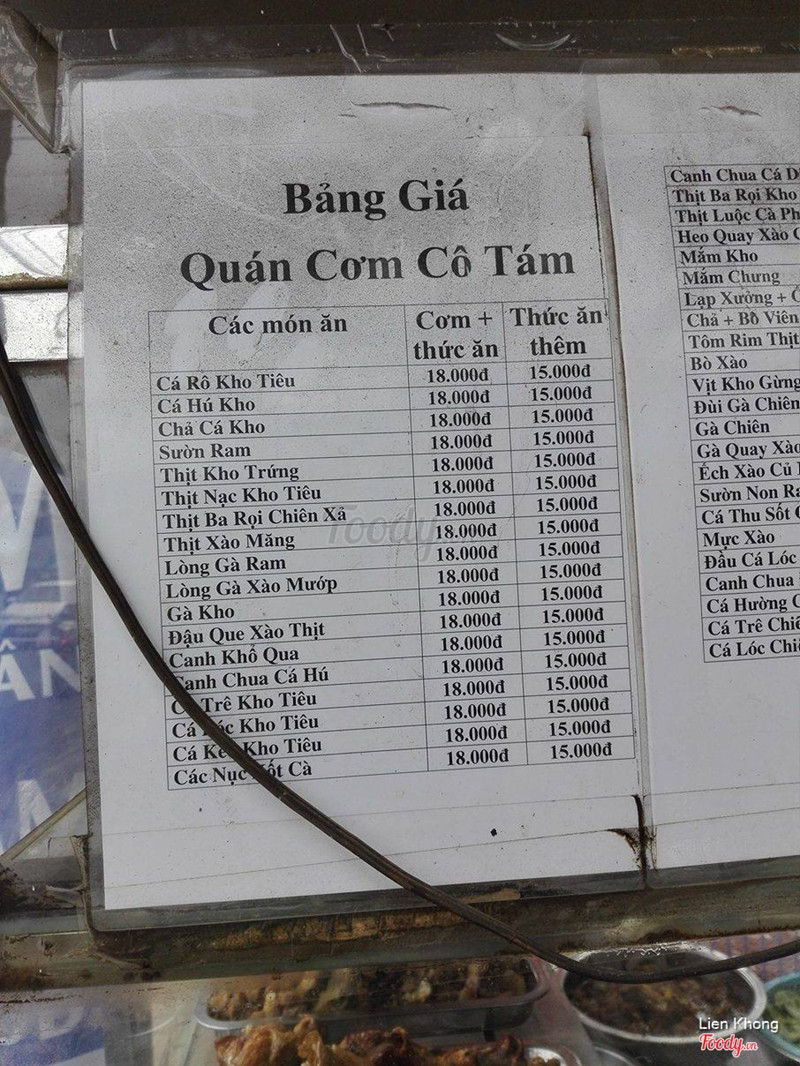 Bảng Giá
Quán Cơm Cô Tám
Các món ăn Cơm + thức ăn Thức ăn thêm
Cá Rô Kho Tiêu 18.000đ 15.000đ
Cá Hú Kho 18.000đ 15.000đ
Chả Cá Kho 18.000đ 15.000đ
Sườn Ram 18.000đ 15.000đ
Thịt Kho Trứng 18.000đ 15.000đ
Thịt Nạc Kho Tiêu 18.000đ 15.000đ
Thịt Ba Rọi Chiên Xả 18.000đ 15.000đ
Thịt Xào Măng 18.000đ 15.000đ
Lòng Gà Ram 18.000đ 15.000đ
Lòng Gà Xào Mướp 18.000đ 15.000đ
Gà Kho 18.000đ 15.000đ
Đậu Que Xào Thịt 18.000đ 15.000đ
Canh Khổ Qua 18.000đ 15.000đ
Canh Chua Cá Hú 18.000đ 15.000đ
Cá Trê Kho Tiêu 18.000đ 15.000đ
Cá Lóc Kho Tiêu 18.000đ 15.000đ
Cá Kèo Kho Tiêu 18.000đ 15.000đ
Các Nục Xốt Cà 18.000đ 15.000đ
Canh Chua Cá
Thịt Ba Rọi Kho
Thịt Luộc Cà
Heo Quay Xào
Mắm Kho
Mắm Chưng
Lạp Xưởng +
Chả + Bò Viên
Tôm Rim Thịt
Bò Xào
Vịt Kho Gừng
Đùi Gà Chiên
Gà Chiên
Gà Quay Xào
Ếch Xào Củ
Sườn Non
Cá Thu Sốt
Mực Xào
Đầu Cá Lóc
Canh Chua
Cá Hường
Cá Trê
Cá Lóc
Foody
Lien Khong
Foody.vn